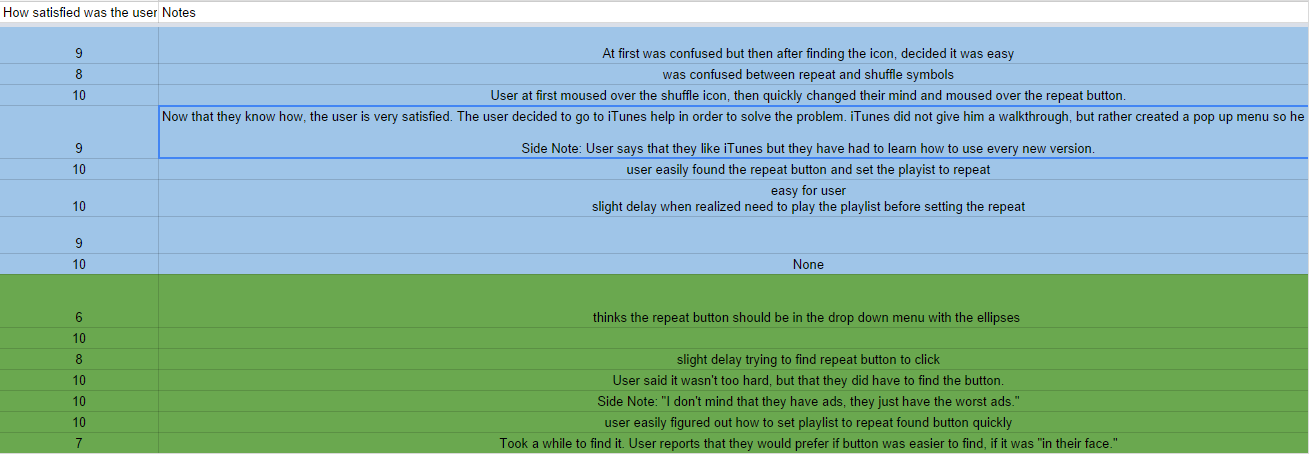 How satisfied was the user Notes
9 At first was confused but then after finding the icon, decided it was easy
8 was confused between repeat and shuffle symbols
10 User at first moused over the shuffle icon, then quickly changed their mind and moused over the repeat button.
Now that they know how, the user is very satisfied. The user decided to go to iTunes help in order to solve the problem. iTunes did not give him a walkthrough, but rather created a pop up menu so he
9 Side Note: User says that they like iTunes but they have had to learn how to use every new version.
10 user easily found the repeat button and set the playist to repeat
easy for user
10 slight delay when realized need to play the playlist before setting the repeat
9
10 None
6 thinks the repeat button should be in the drop down menu with the ellipses
10
8 slight delay trying to find repeat button to click
10 User said it wasn't too hard, but that they did have to find the button.
10 Side Note: "I don't mind that they have ads, they just have the worst ads."
10 user easily figured out how to set playlist to repeat found button quickly
7 Took a while to find it. User reports that they would prefer if button was easier to find, if it was "in their face."